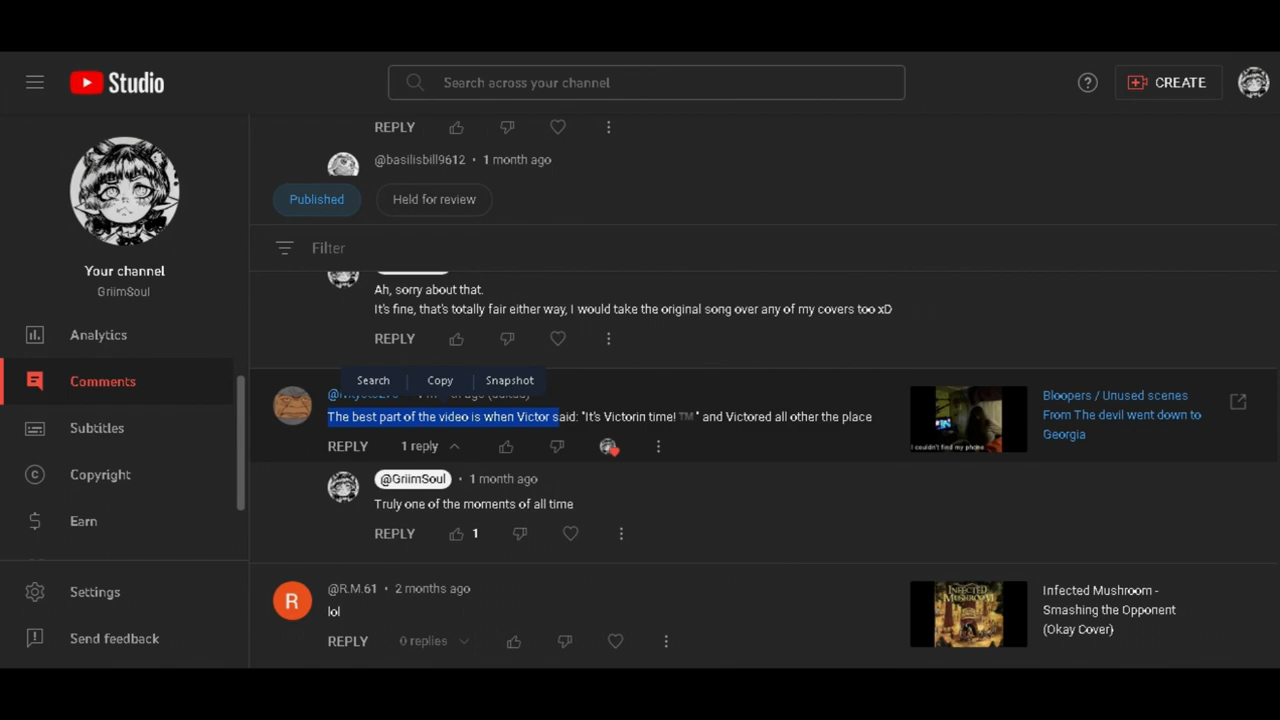 Studio
Search across your channel
CREATE
Your channel
GriimSoul
Analytics
Comments
Subtitles
Copyright
Earn
Settings
Send feedback
REPLY
@basilisbill9612 • 1 month ago
Published
Held for review
Filter
Ah, sorry about that.
It's fine, that's totally fair either way, I would take the original song over any of my covers too xD
REPLY
Search
Copy
Snapshot
The best part of the video is when Victor said: "It's Victorin time!™" and Victored all other the place
REPLY
1 reply
I couldn't find my phone
Bloopers / Unused scenes
From The devil went down to
Georgia
@GriimSoul • 1 month ago
Truly one of the moments of all time
REPLY
1
R
@R.M.61 • 2 months ago
lol
REPLY
0 replies
INFECTED
MUSHROOM
Infected Mushroom -
Smashing the Opponent
(Okay Cover)